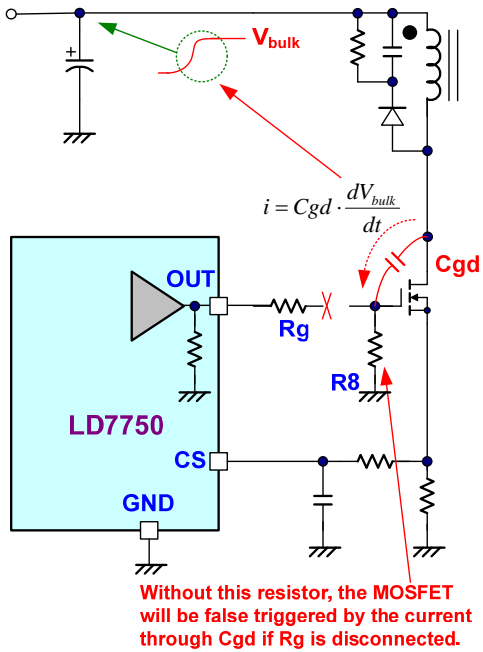 +
Vbulk
i = Cgd · dVbulk / dt
Cgd
OUT
Rg
R8
LD7750
CS
GND
Without this resistor, the MOSFET
will be false triggered by the current
through Cgd if Rg is disconnected.